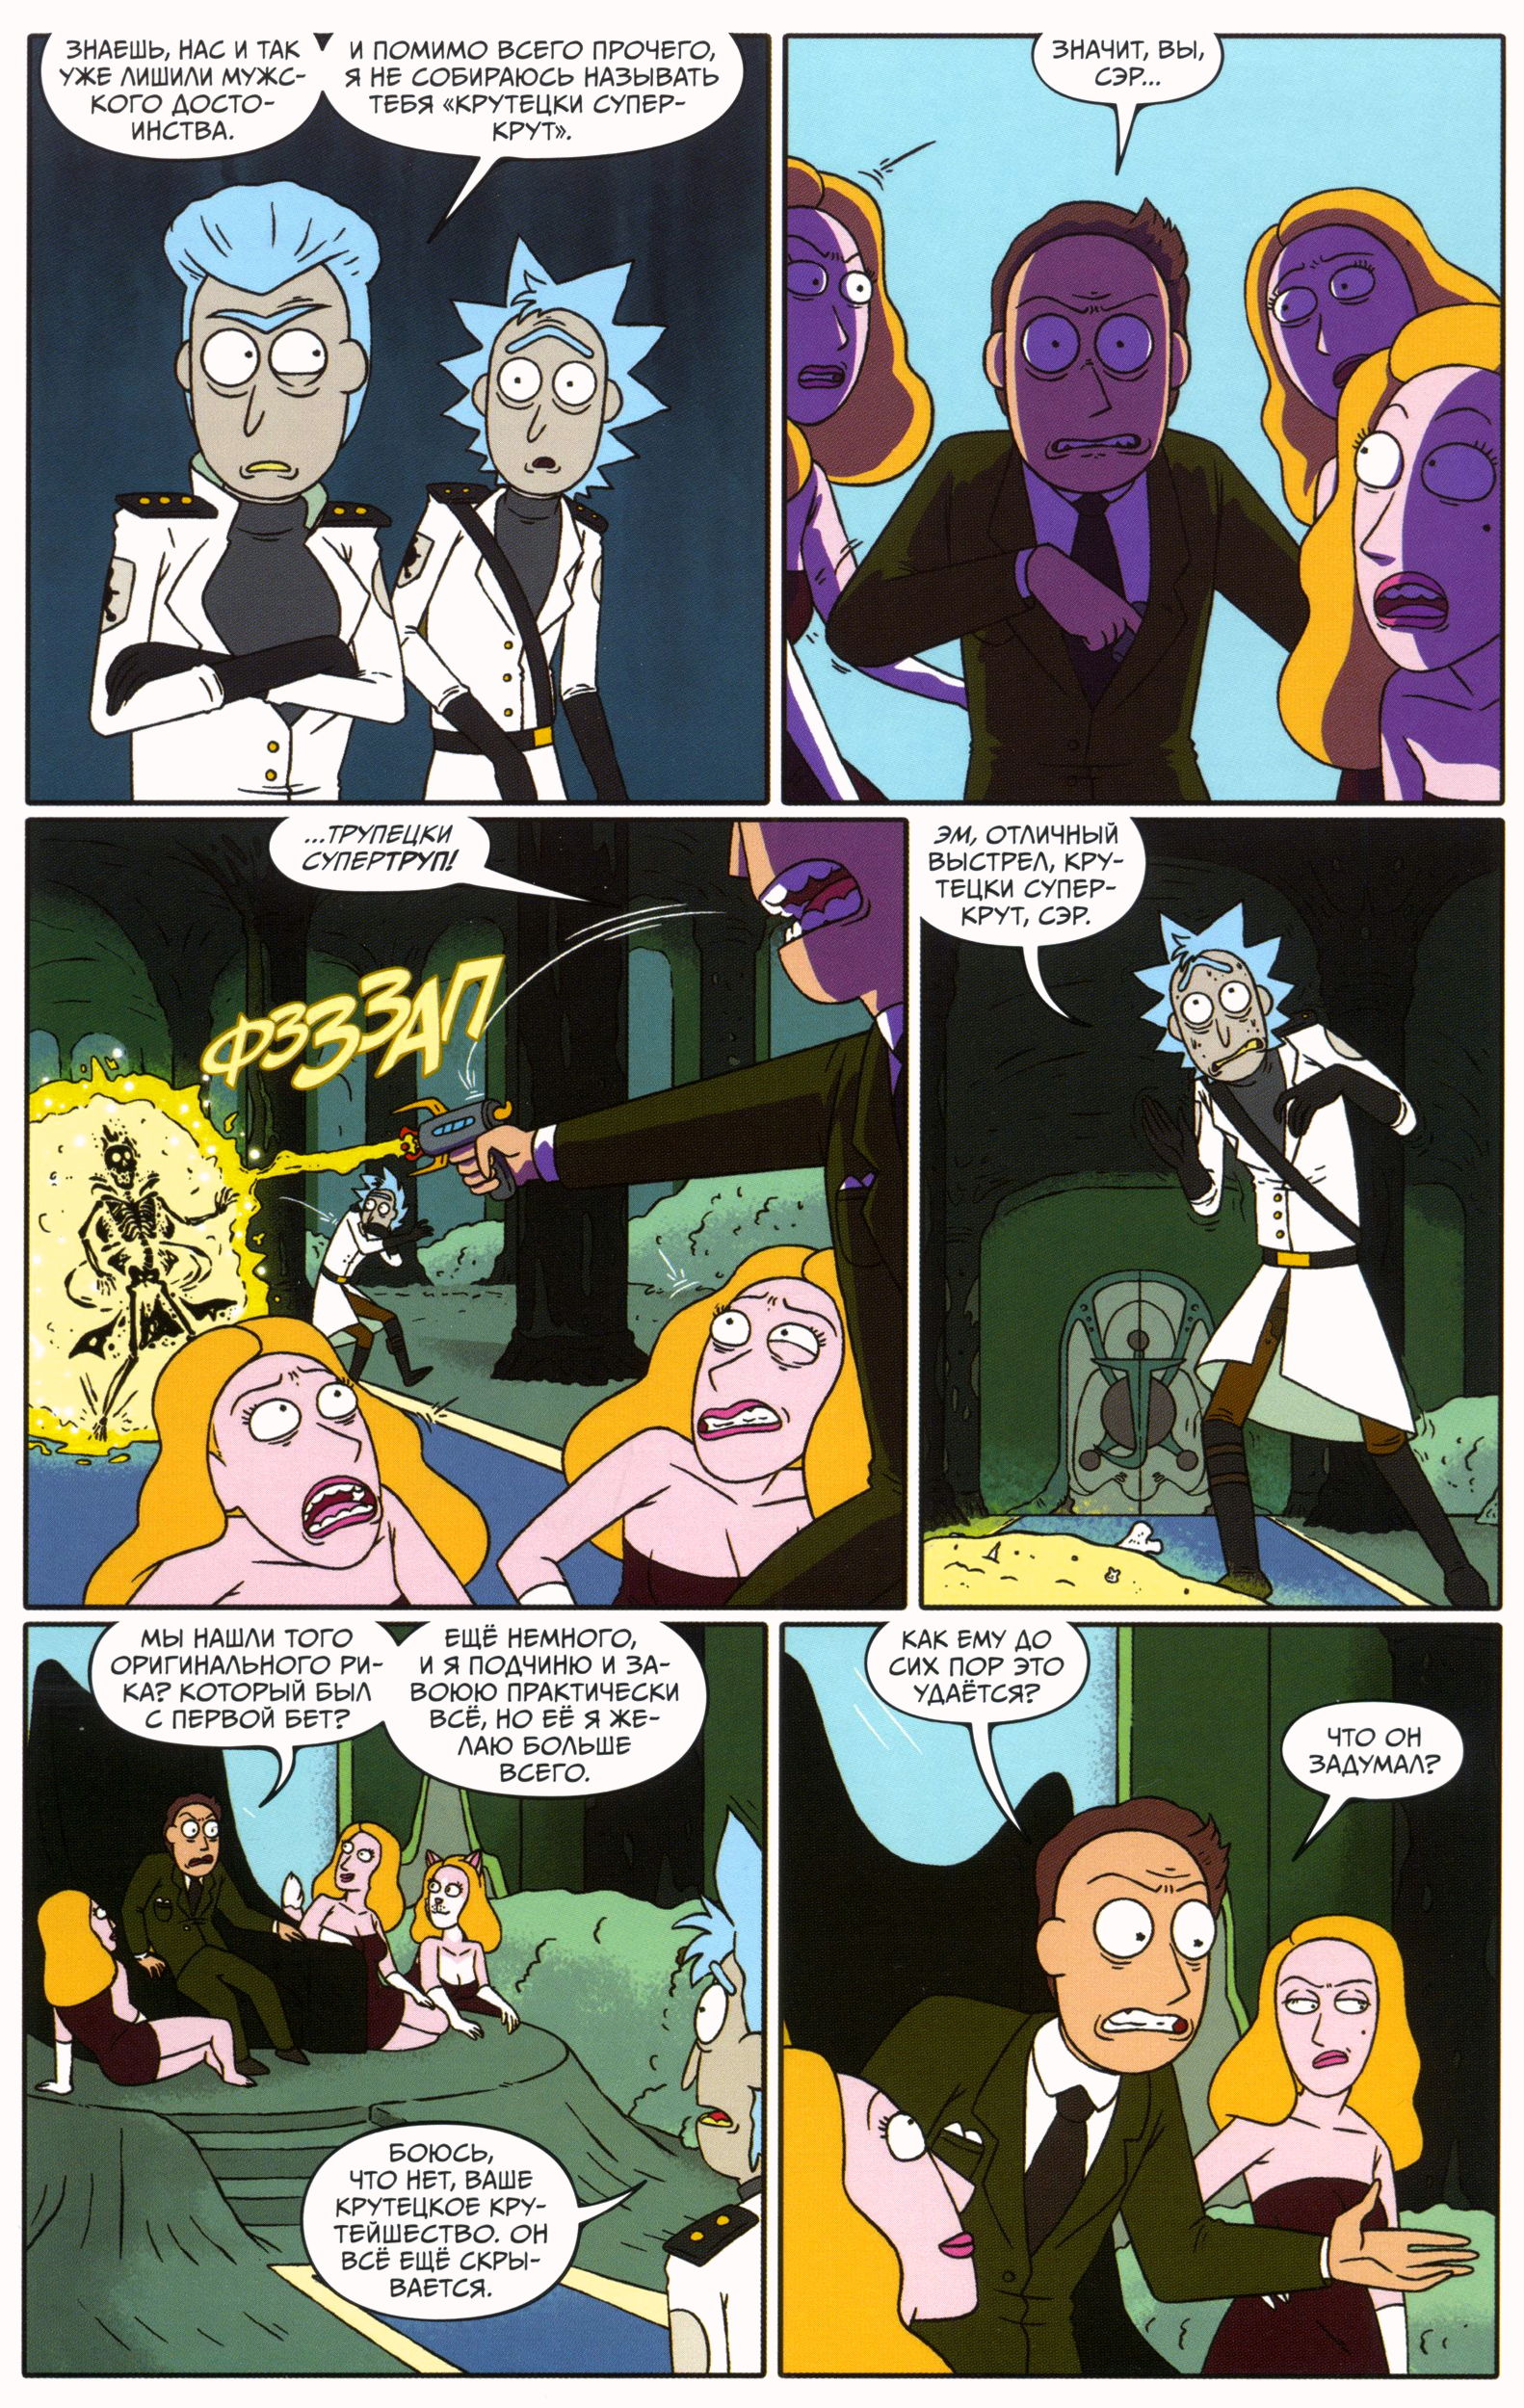 ЗНАЕШЬ, НАС И ТАК
УЖЕ ЛИШИЛИ МУЖС-
КОГО ДОСТО-
ИНСТВА.
И ПОМИМО ВСЕГО ПРОЧЕГО,
Я НЕ СОБИРАЮСЬ НАЗЫВАТЬ
ТЕБЯ «КРУТЕЦКИ СУПЕР-
КРУТ».
ЗНАЧИТ, ВЫ,
СЭР...
...ТРУПЕЦКИ
СУПЕРТРУП!
ФЗЗЗЗАП
ЭМ, ОТЛИЧНЫЙ
ВЫСТРЕЛ, КРУ-
ТЕЦКИ СУПЕР-
КРУТ, СЭР.
МЫ НАШЛИ ТОГО
ОРИГИНАЛЬНОГО РИ-
КА? КОТОРЫЙ БЫЛ
С ПЕРВОЙ БЕТ?
ЕЩЁ НЕМНОГО,
И Я ПОДЧИНЮ И ЗА-
ВОЮЮ ПРАКТИЧЕСКИ
ВСЁ, НО ЕЁ Я ЖЕ-
ЛАЮ БОЛЬШЕ
ВСЕГО.
БОЮСЬ,
ЧТО НЕТ, ВАШЕ
КРУТЕЦКОЕ КРУ-
ТЕЙШЕСТВО. ОН
ВСЁ ЕЩЁ СКРЫ-
ВАЕТСЯ.
КАК ЕМУ ДО
СИХ ПОР ЭТО
УДАЁТСЯ?
ЧТО ОН
ЗАДУМАЛ?